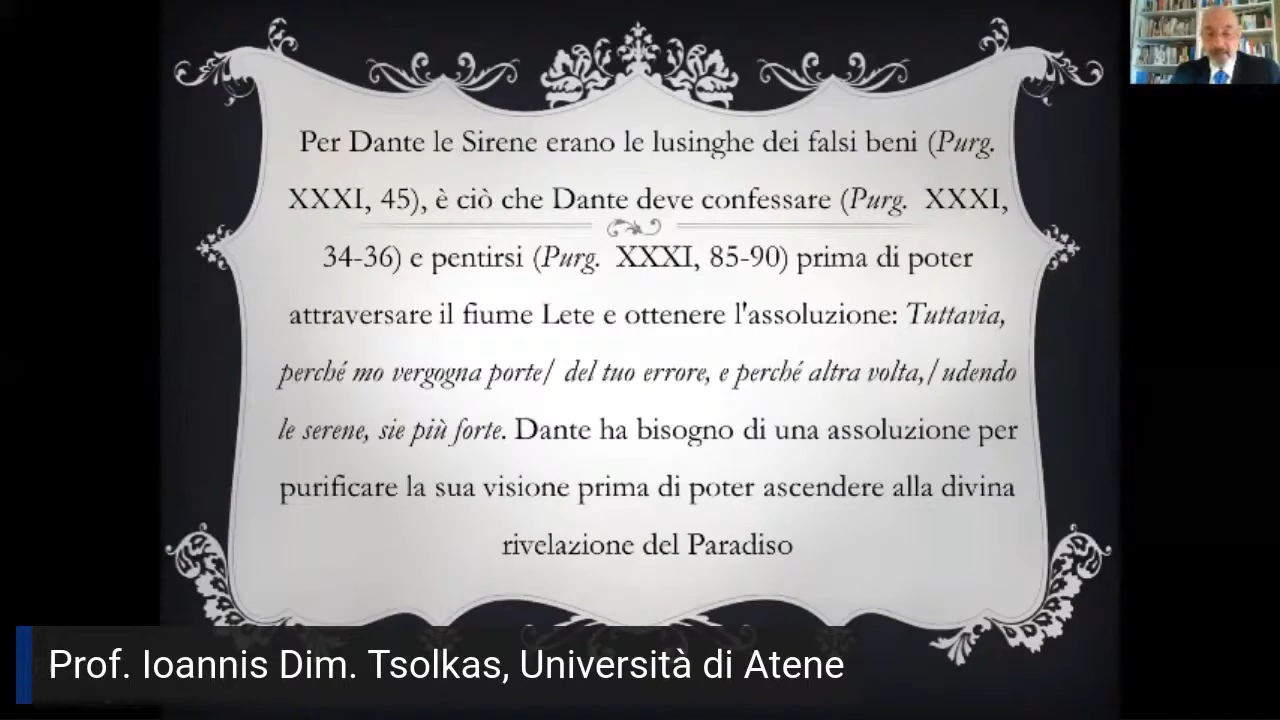 Per Dante le Sirene erano le lusinghe dei falsi beni (Purg.
XXXI, 45), è ciò che Dante deve confessare (Purg. XXXI,
34-36) e pentirsi (Purg. XXXI, 85-90) prima di poter
attraversare il fiume Lete e ottenere l'assoluzione: Tuttavia,
perché mo vergogna porte/ del tuo errore, e perché altra volta,/ udendo
le serene, sie più forte. Dante ha bisogno di una assoluzione per
purificare la sua visione prima di poter ascendere alla divina
rivelazione del Paradiso
Prof. Ioannis Dim. Tsolkas, Università di Atene